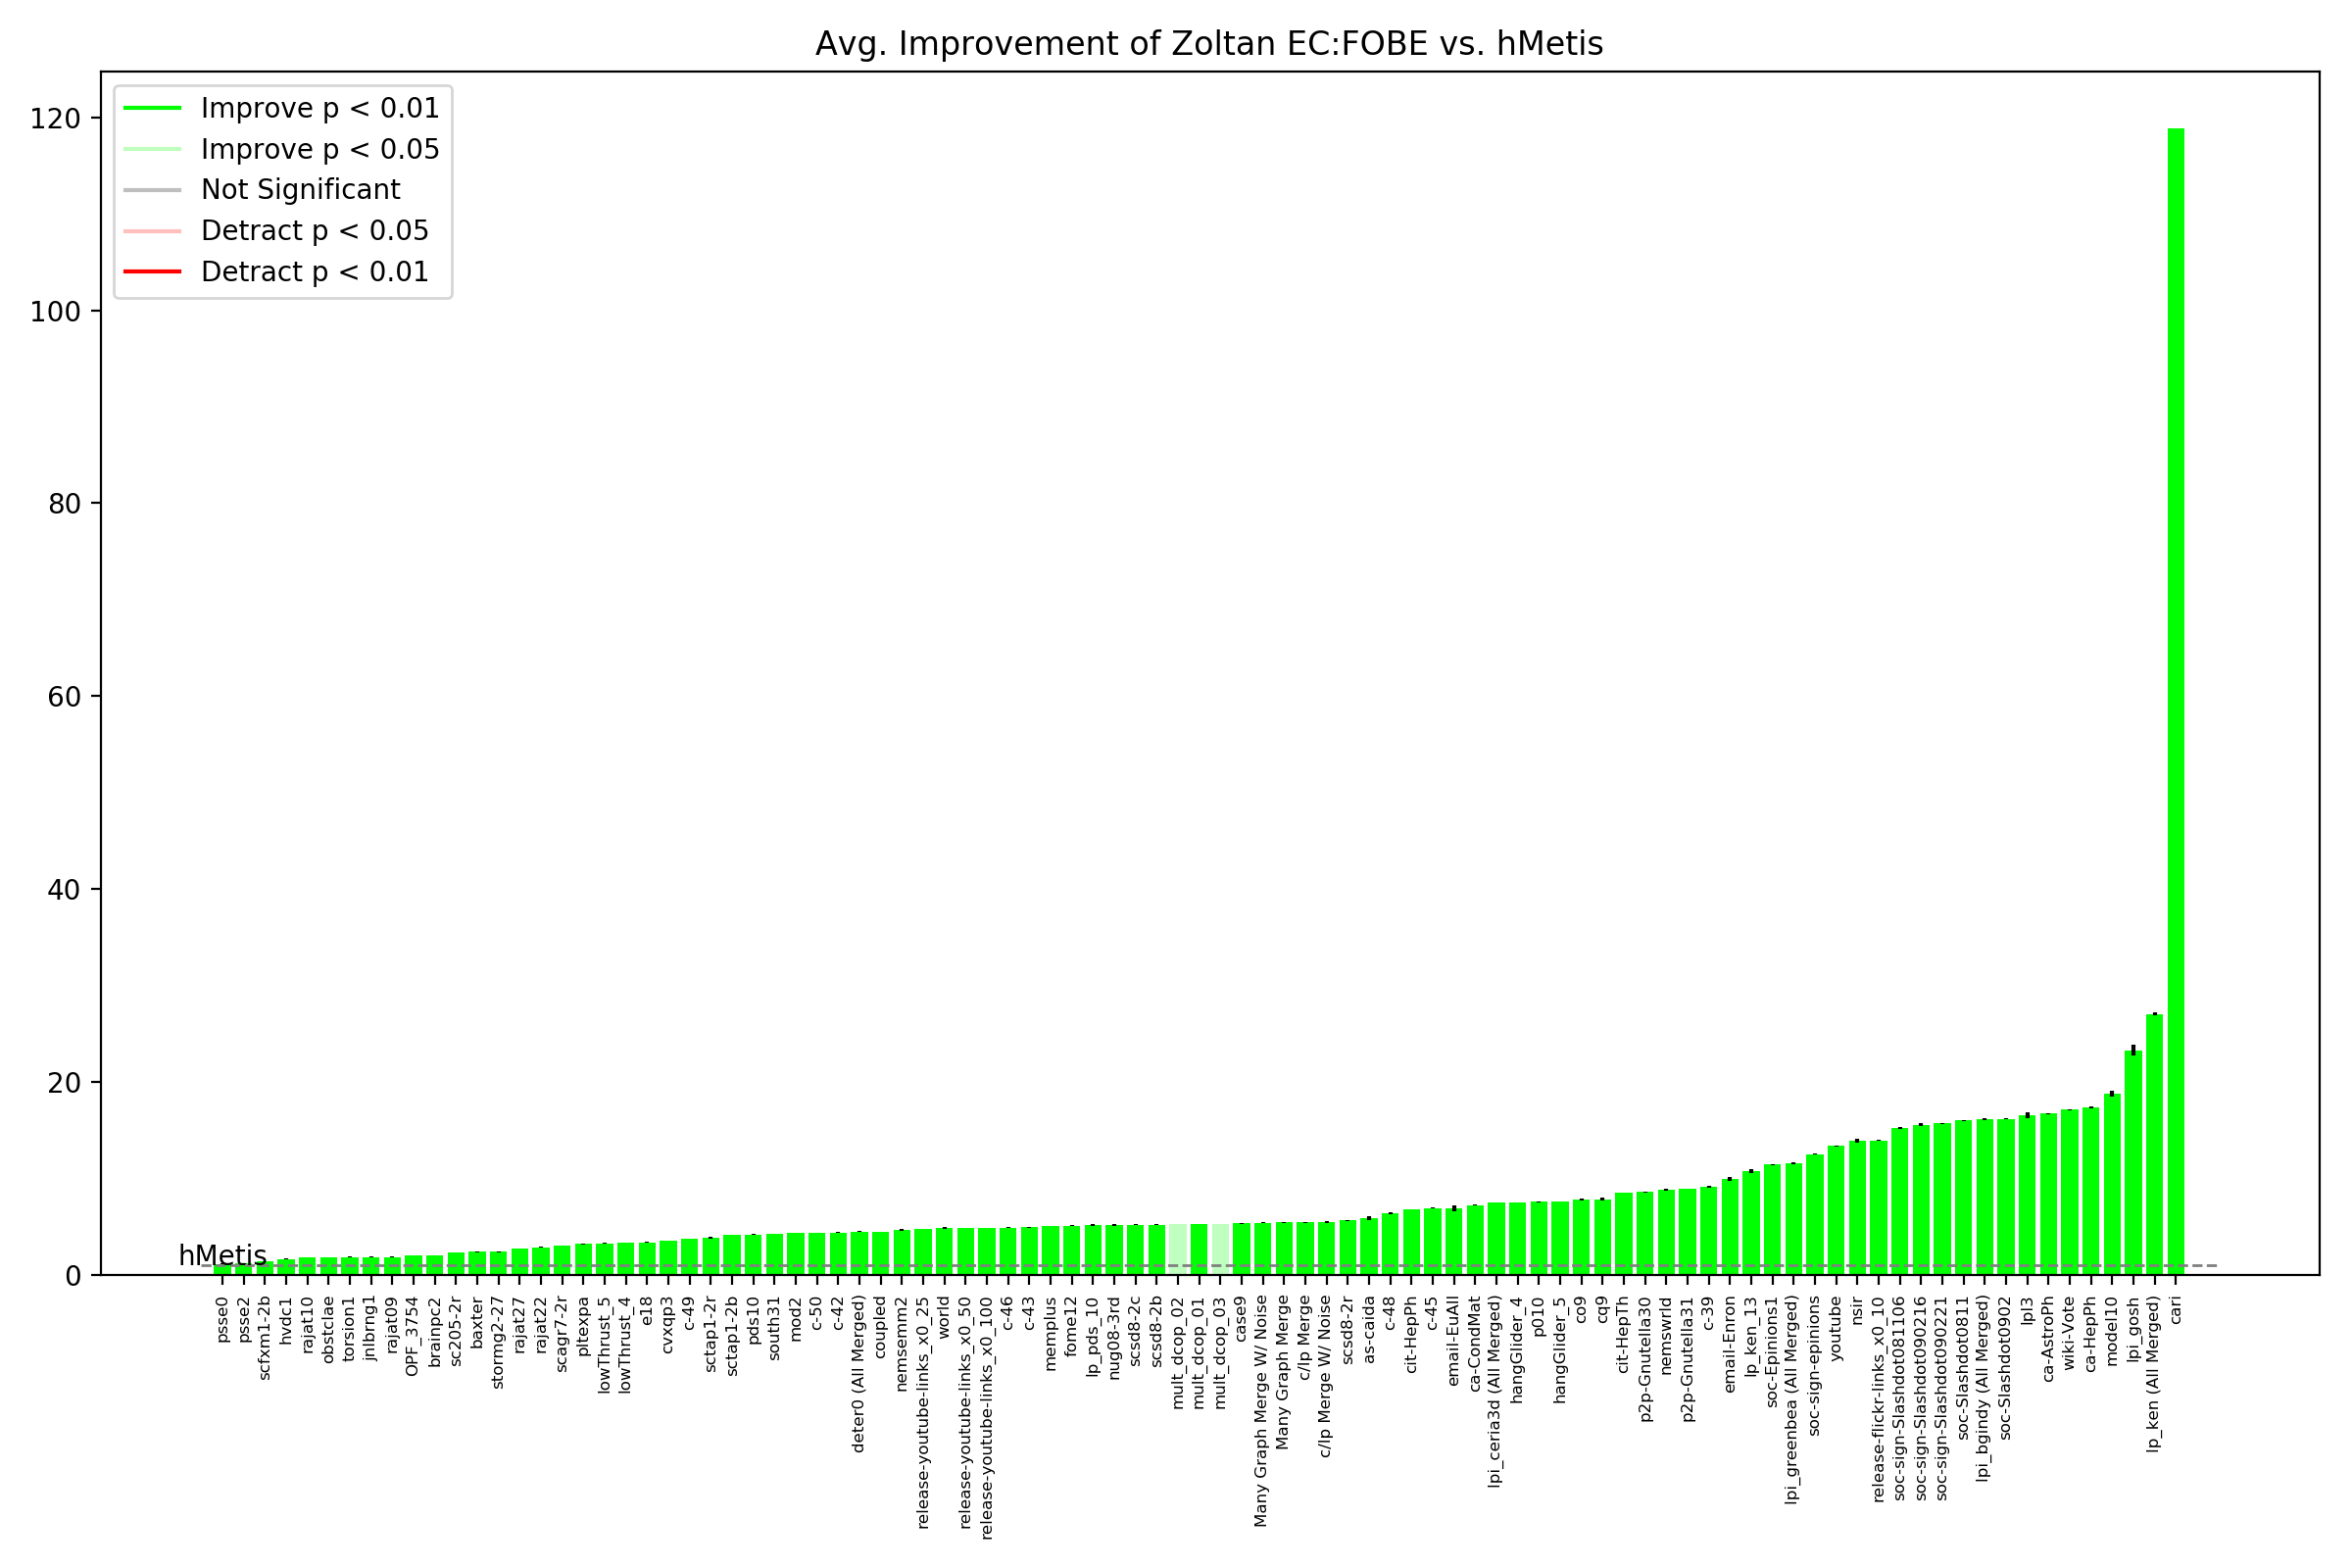 Avg. Improvement of Zoltan EC:FOBE vs. hMetis
Improve p < 0.01
Improve p < 0.05
Not Significant
Detract p < 0.05
Detract p < 0.01
120
100
80
60
40
20
0
hMetis
psse0
psse2
scfxm1-2b
hvdc1
rajat10
obstclae
torsion1
jnlbrng1
rajat09
OPF_3754
brainpc2
sc205-2r
baxter
stormg2-27
rajat27
rajat22
scagr7-2r
pltexpa
lowThrust_5
lowThrust_4
e18
cvxqp3
c-49
sctap1-2r
sctap1-2b
pds10
south31
mod2
c-50
c-42
deter0 (All Merged)
coupled
nemsemm2
release-youtube-links_x0_25
world
release-youtube-links_x0_50
release-youtube-links_x0_100
c-46
c-43
memplus
fome12
lp_pds_10
nug08-3rd
scsd8-2c
scsd8-2b
mult_dcop_02
mult_dcop_01
mult_dcop_03
case9
Many Graph Merge W/ Noise
Many Graph Merge
c/lp Merge
c/lp Merge W/ Noise
scsd8-2r
as-caida
c-48
cit-HepPh
c-45
email-EuAll
ca-CondMat
lpi_ceria3d (All Merged)
hangGlider_4
p010
hangGlider_5
co9
cq9
cit-HepTh
p2p-Gnutella30
nemswrld
p2p-Gnutella31
c-39
email-Enron
lp_ken_13
soc-Epinions1
lpi_greenbea (All Merged)
soc-sign-epinions
youtube
nsir
release-flickr-links_x0_10
soc-sign-Slashdot081106
soc-sign-Slashdot090216
soc-sign-Slashdot090221
soc-Slashdot0811
lpi_bgindy (All Merged)
soc-Slashdot0902
lpl3
ca-AstroPh
wiki-Vote
ca-HepPh
model10
lpi_gosh
lp_ken (All Merged)
cari